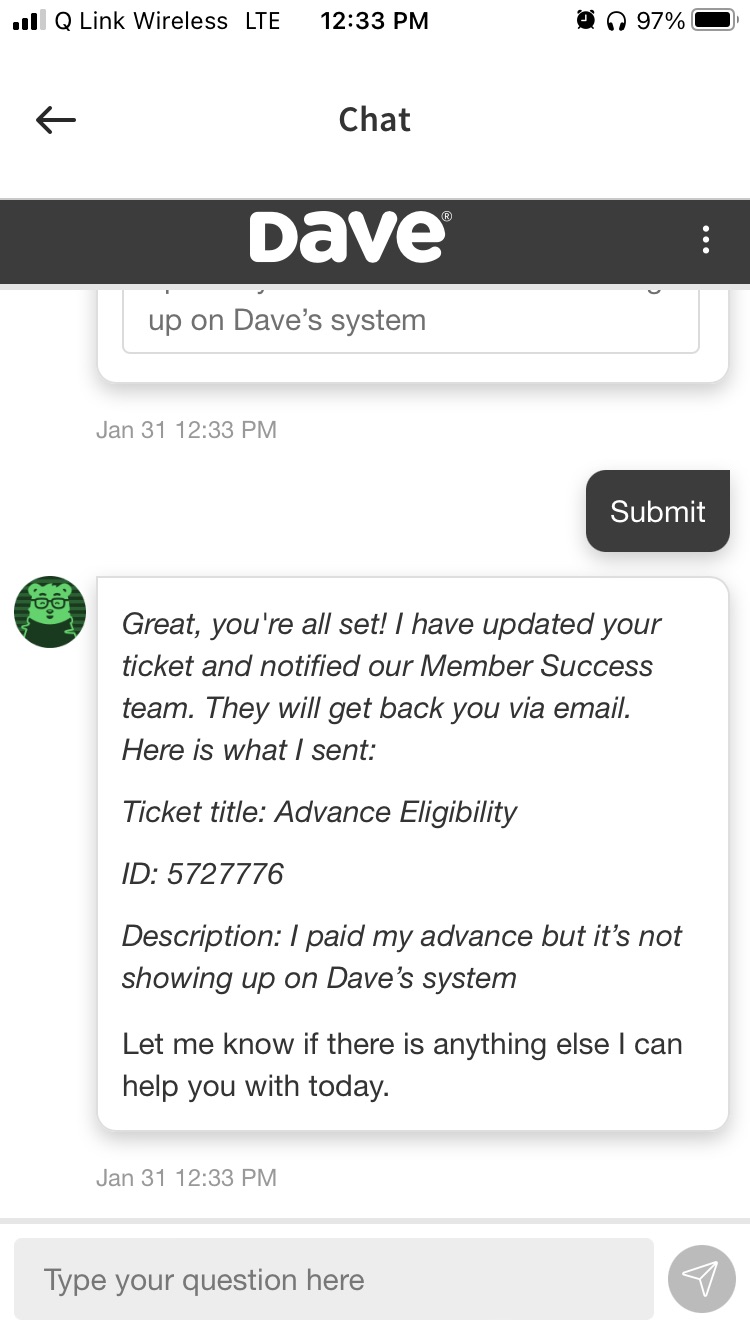 Q Link Wireless LTE 12:33 PM 97%
Chat
Dave®
up on Dave’s system
Jan 31 12:33 PM
Submit
Great, you're all set! I have updated your
ticket and notified our Member Success
team. They will get back you via email.
Here is what I sent:
Ticket title: Advance Eligibility
ID: 5727776
Description: I paid my advance but it’s not
showing up on Dave’s system
Let me know if there is anything else I can
help you with today.
Jan 31 12:33 PM
Type your question here